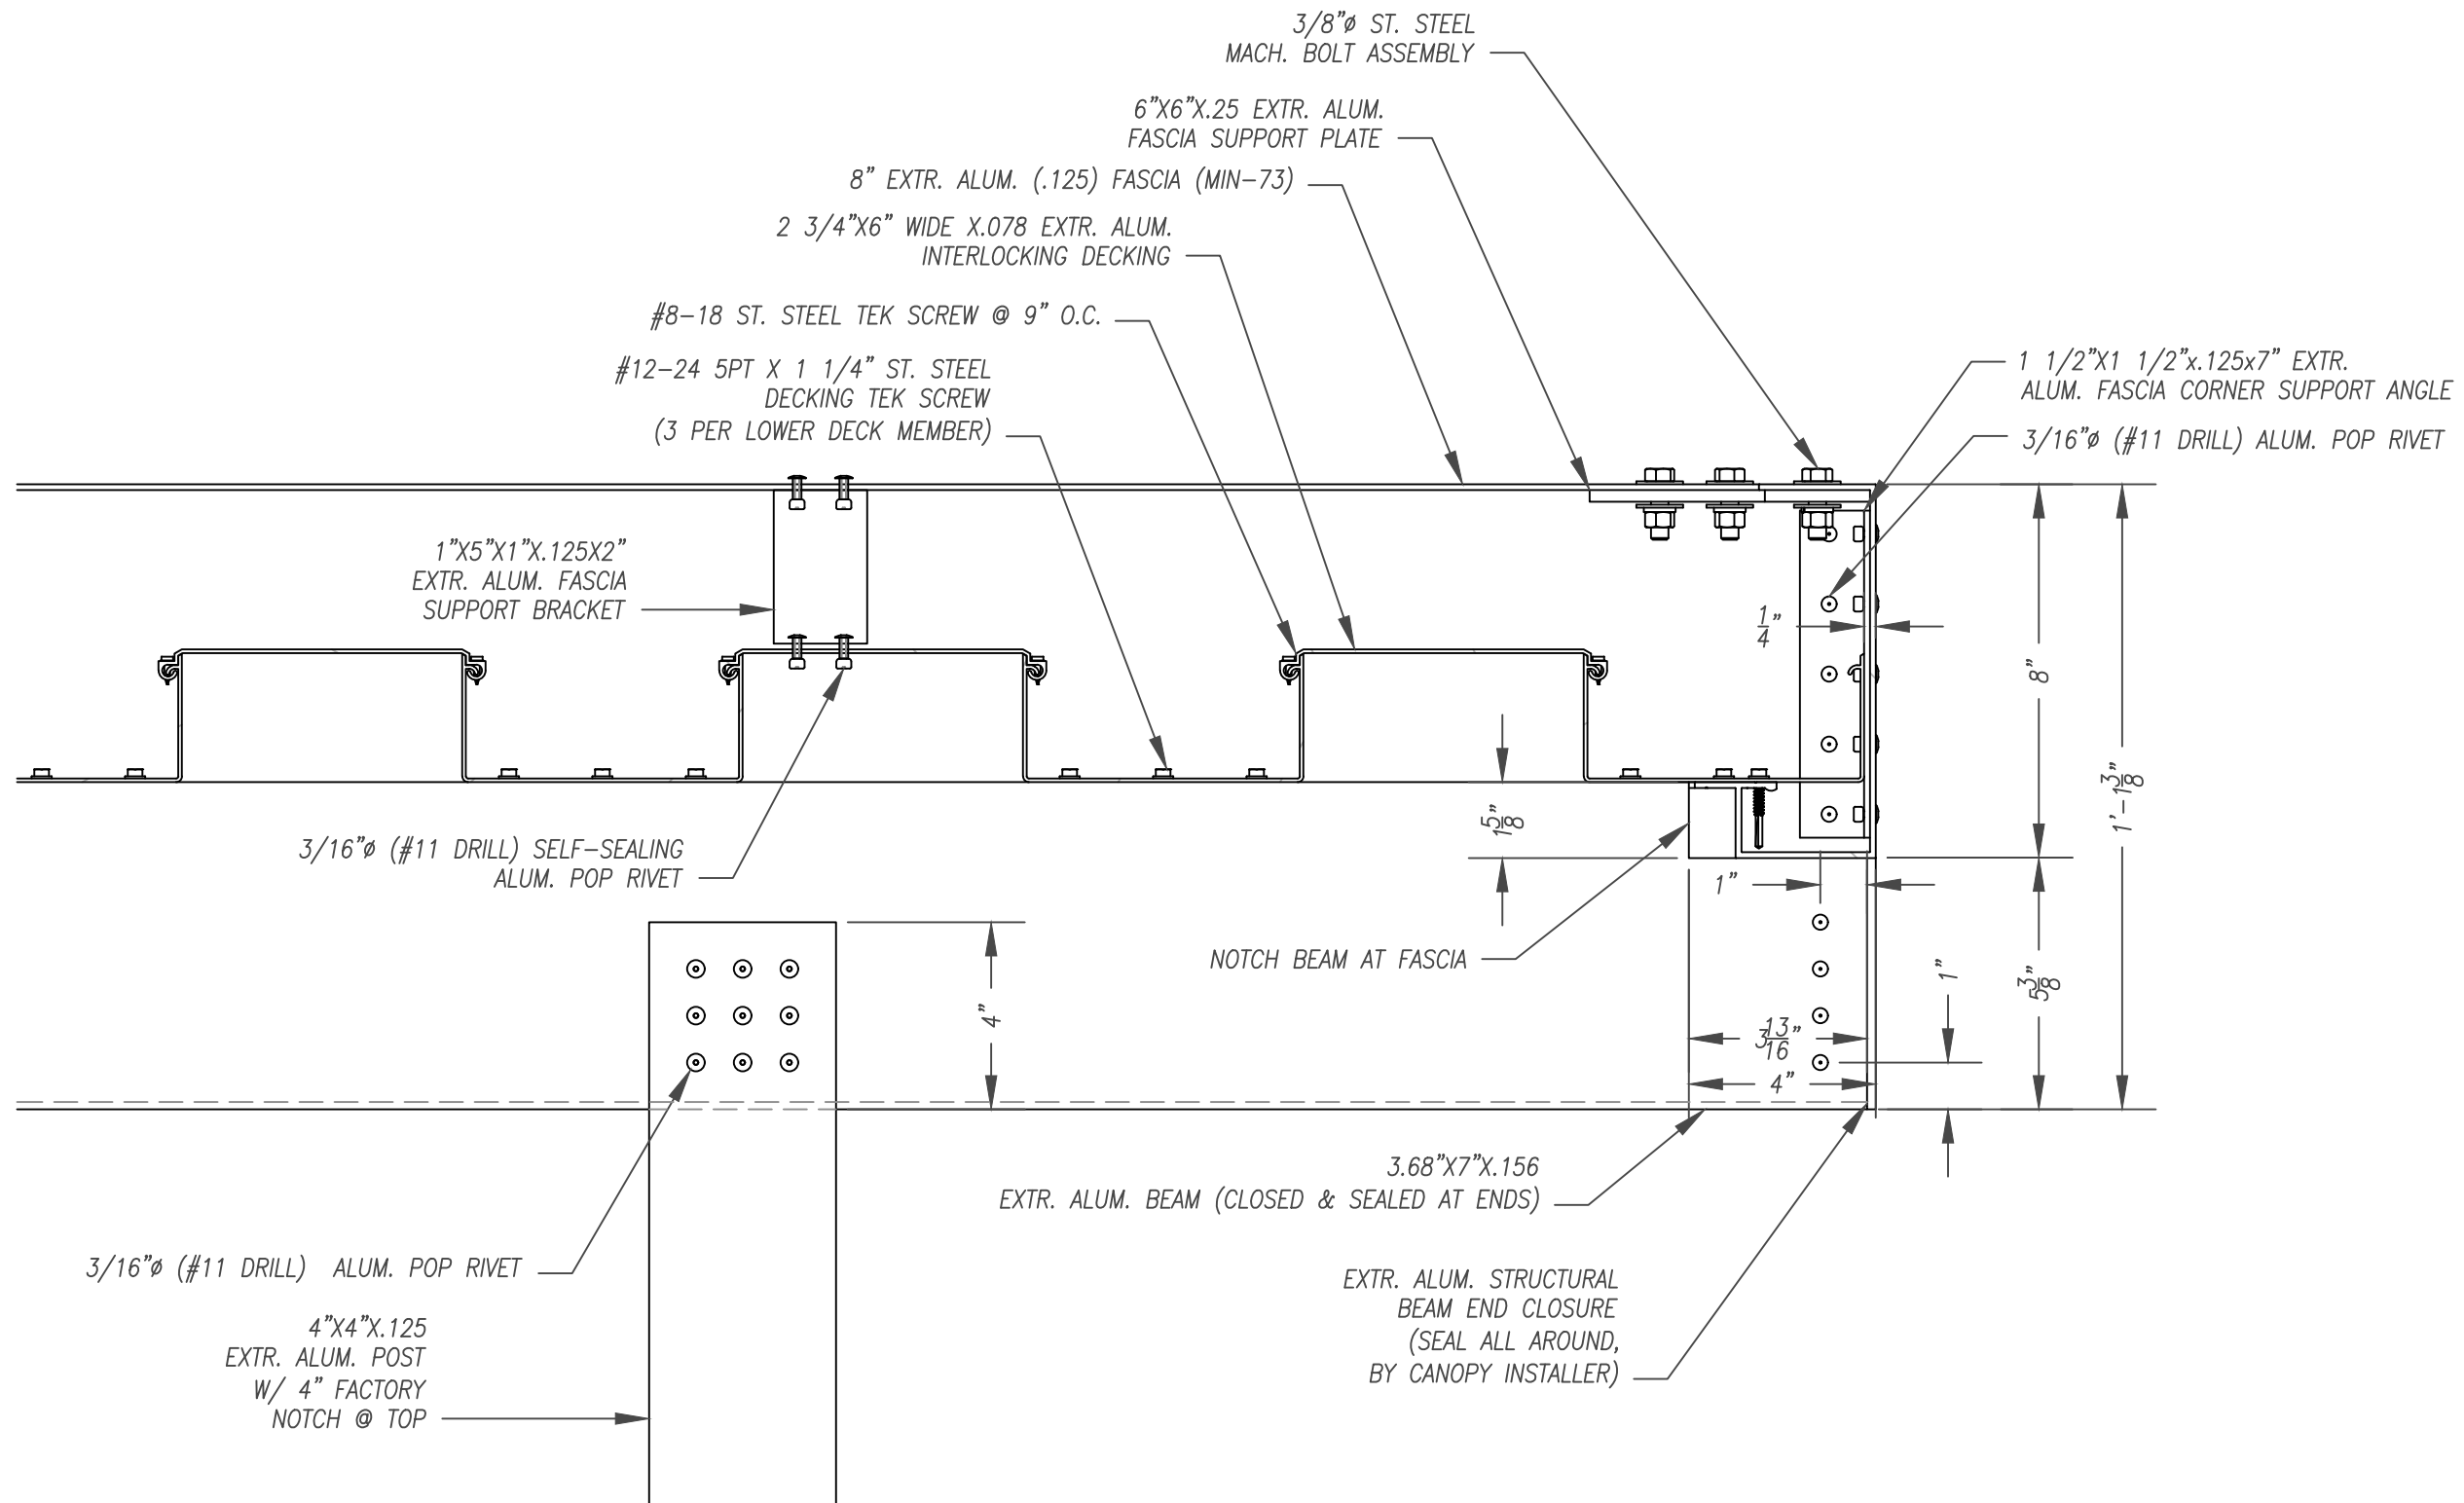 3/8"ø ST. STEEL
MACH. BOLT ASSEMBLY
6"X6"X.25 EXTR. ALUM.
FASCIA SUPPORT PLATE
8" EXTR. ALUM. (.125) FASCIA (MIN-73)
2 3/4"X6" WIDE X.078 EXTR. ALUM.
INTERLOCKING DECKING
#8-18 ST. STEEL TEK SCREW @ 9" O.C.
#12-24 5PT X 1 1/4" ST. STEEL
DECKING TEK SCREW
(3 PER LOWER DECK MEMBER)
1 1/2"X1 1/2"x.125x7" EXTR.
ALUM. FASCIA CORNER SUPPORT ANGLE
3/16"ø (#11 DRILL) ALUM. POP RIVET
1"X5"X1"X.125X2"
EXTR. ALUM. FASCIA
SUPPORT BRACKET
1/4"
8"
1'-1 3/8"
1 5/8"
3/16"ø (#11 DRILL) SELF-SEALING
ALUM. POP RIVET
1"
NOTCH BEAM AT FASCIA
4"
1"
5 3/8"
3 13/16"
4"
3.68"X7"X.156
EXTR. ALUM. BEAM (CLOSED & SEALED AT ENDS)
3/16"ø (#11 DRILL) ALUM. POP RIVET
EXTR. ALUM. STRUCTURAL
BEAM END CLOSURE
(SEAL ALL AROUND,
BY CANOPY INSTALLER)
4"X4"X.125
EXTR. ALUM. POST
W/ 4" FACTORY
NOTCH @ TOP